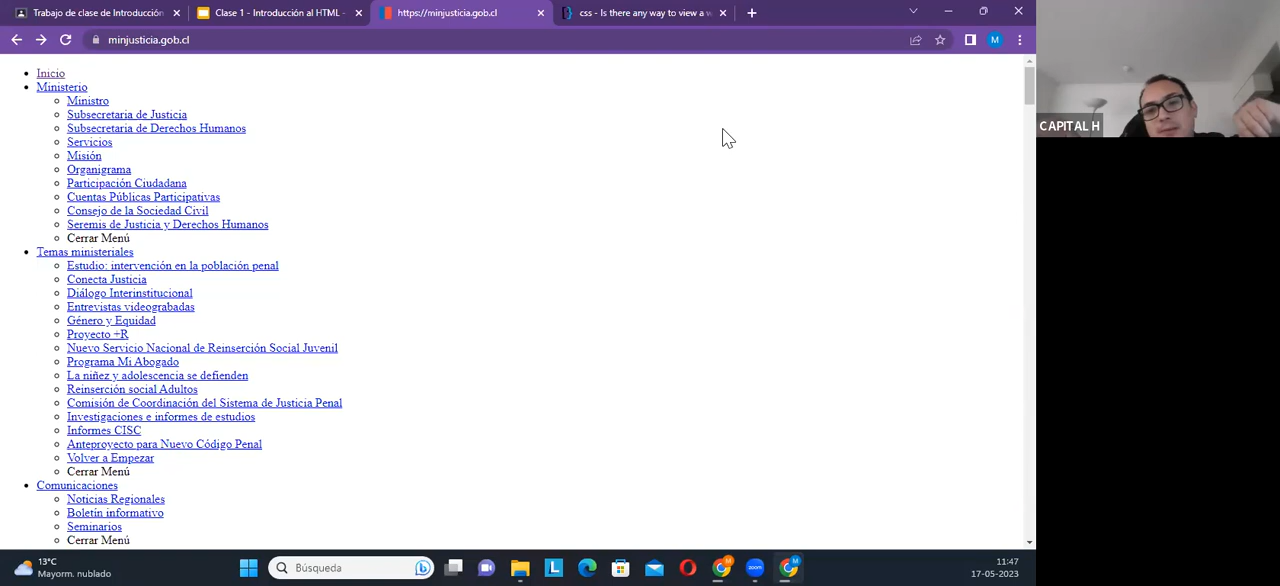 Trabajo de clase de Introducción
Clase 1 - Introducción al HTML -
https://minjusticia.gob.cl
css - Is there any way to view a w
minjusticia.gob.cl
M
Inicio
Ministerio
Ministro
Subsecretaria de Justicia
Subsecretaria de Derechos Humanos
Servicios
Misión
Organigrama
Participación Ciudadana
Cuentas Públicas Participativas
Consejo de la Sociedad Civil
Seremis de Justicia y Derechos Humanos
Cerrar Menú
Temas ministeriales
Estudio: intervención en la población penal
Conecta Justicia
Diálogo Interinstitucional
Entrevistas videograbadas
Género y Equidad
Proyecto +R
Nuevo Servicio Nacional de Reinserción Social Juvenil
Programa Mi Abogado
La niñez y adolescencia se defienden
Reinserción social Adultos
Comisión de Coordinación del Sistema de Justicia Penal
Investigaciones e informes de estudios
Informes CISC
Anteproyecto para Nuevo Código Penal
Volver a Empezar
Cerrar Menú
Comunicaciones
Noticias Regionales
Boletín informativo
Seminarios
Cerrar Menú
CAPITAL H
13°C
Mayorm. nublado
Búsqueda
L
zoom
M
M
11:47
17-05-2023